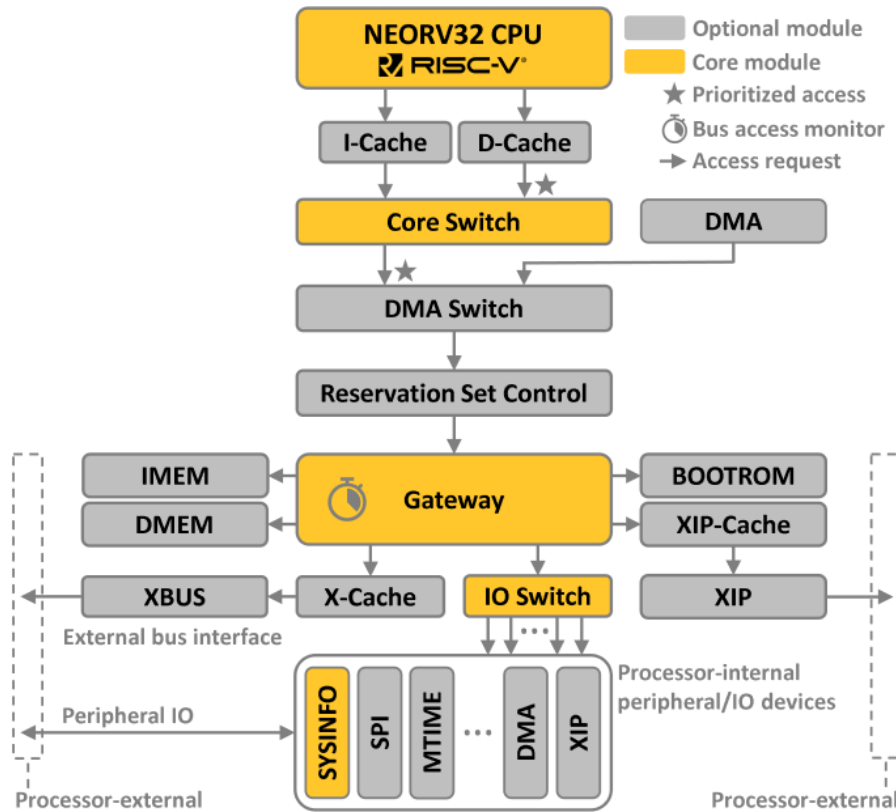 NEORV32 CPU
RISC-V®
Optional module
Core module
Prioritized access
Bus access monitor
Access request
I-Cache
D-Cache
Core Switch
DMA
DMA Switch
Reservation Set Control
IMEM
Gateway
BOOTROM
DMEM
XIP-Cache
XBUS
X-Cache
IO Switch
XIP
External bus interface
...
Processor-internal
peripheral/IO devices
SYSINFO
SPI
MTIME
...
DMA
XIP
Peripheral IO
Processor-external
Processor-external